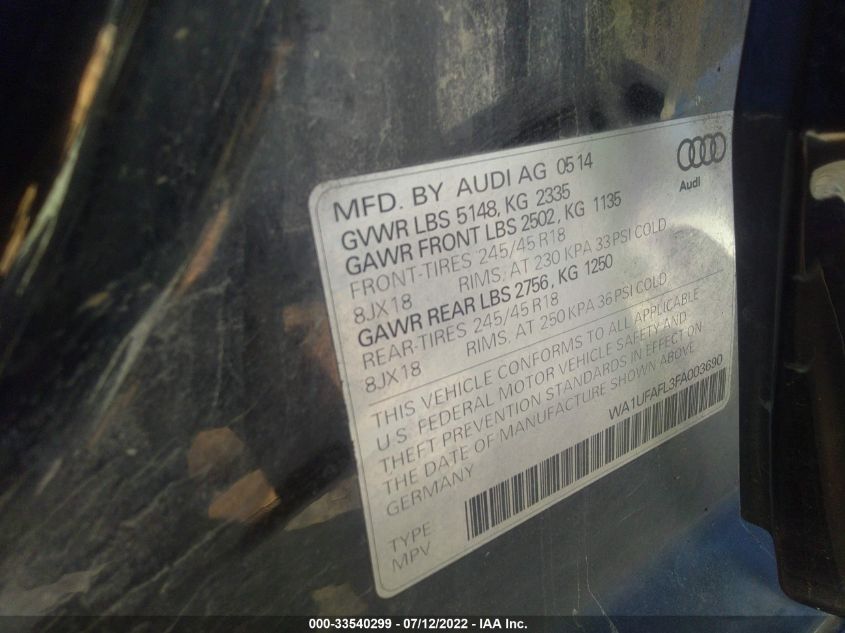 MFD. BY AUDI AG 05 14
GVWR LBS 5148, KG 2335
GAWR FRONT LBS 2502, KG 1135
FRONT-TIRES 245/45 R18
8JX18 RIMS, AT 230 KPA 33 PSI COLD
GAWR REAR LBS 2756, KG 1250
REAR-TIRES 245/45 R18
8JX18 RIMS, AT 250 KPA 36 PSI COLD
THIS VEHICLE CONFORMS TO ALL APPLICABLE
U.S. FEDERAL MOTOR VEHICLE SAFETY AND
THEFT PREVENTION STANDARDS IN EFFECT ON
THE DATE OF MANUFACTURE SHOWN ABOVE
GERMANY
WA1UFAFL3FA003690
TYPE
MPV
Audi
000-33540299 - 07/12/2022 - IAA Inc.